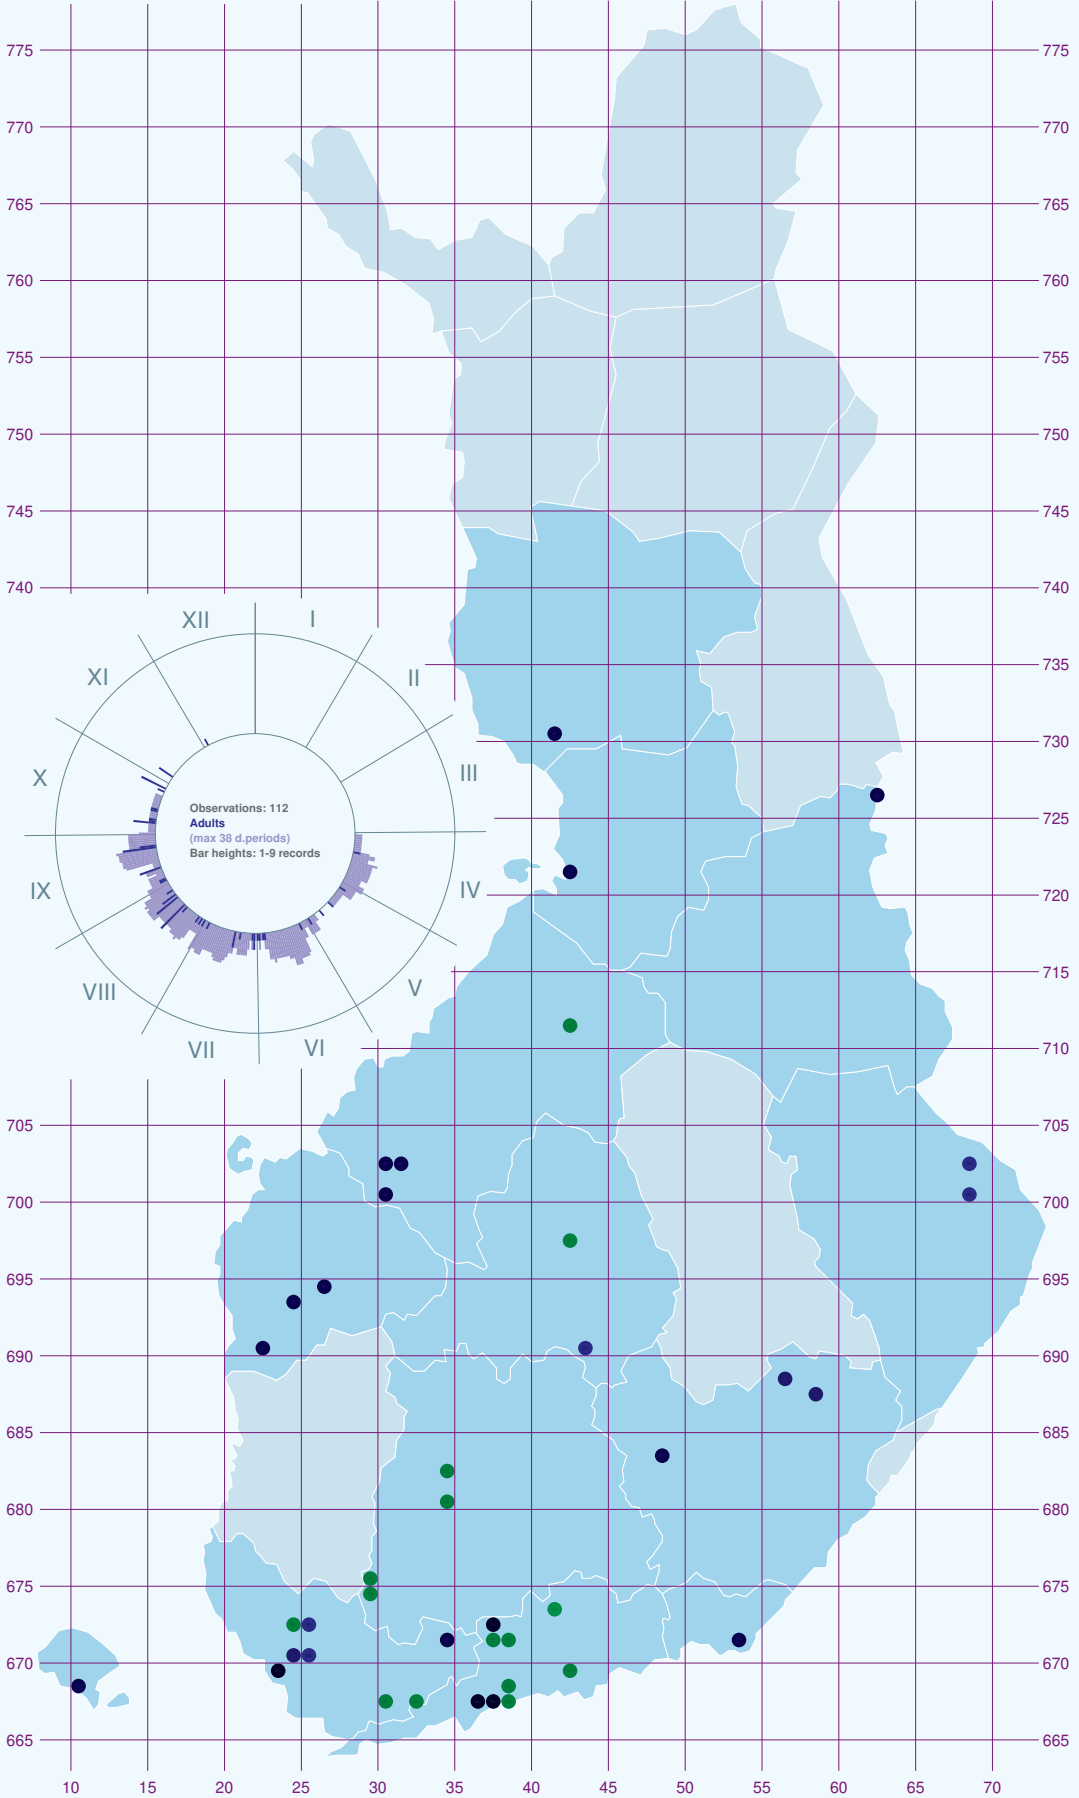 775 775
770 770
765 765
760 760
755 755
750 750
745 745
740 740
XII I
XI II
735 735
730 730
X III
Observations: 112
Adults
(max 38 d.periods)
Bar heights: 1-9 records
725 725
IX IV
720 720
VIII V
715 715
VII VI
710 710
705 705
700 700
695 695
690 690
685 685
680 680
675 675
670 670
665 665
10 15 20 25 30 35 40 45 50 55 60 65 70